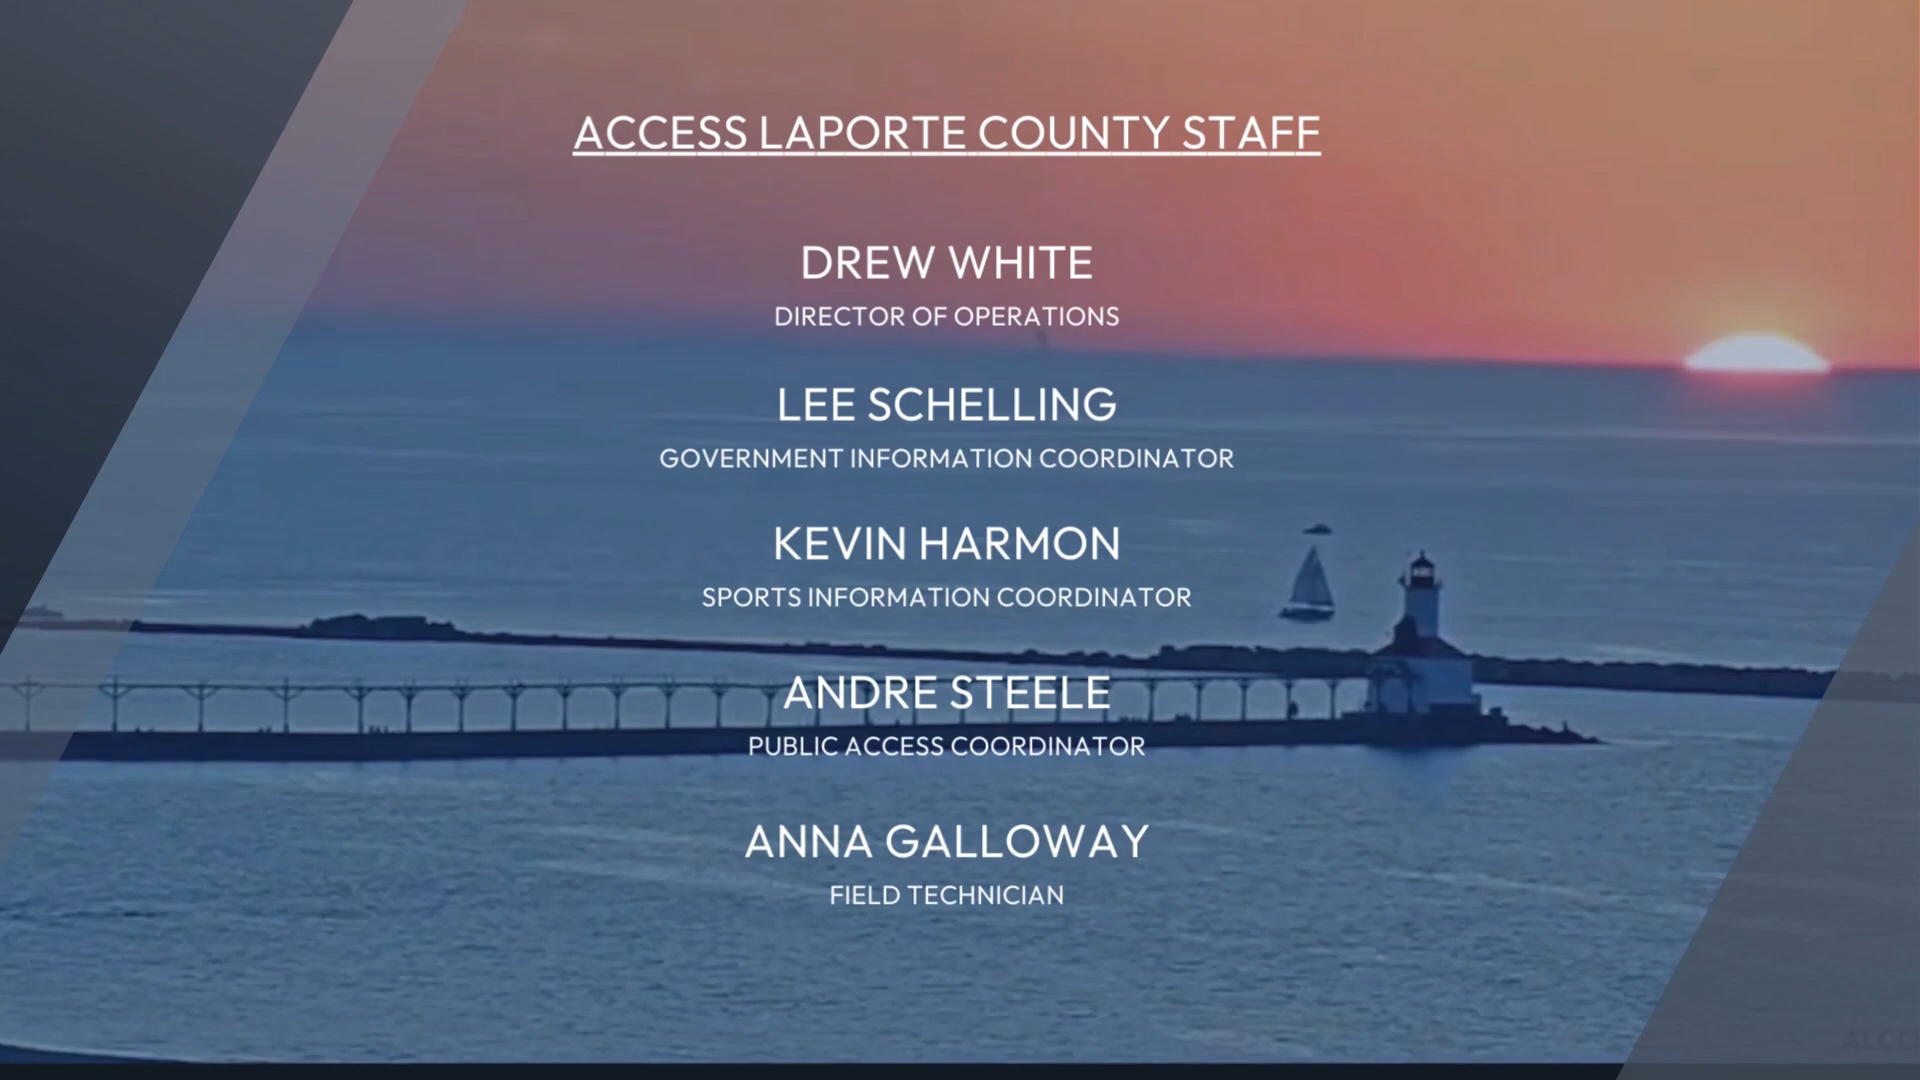 ACCESS LAPORTE COUNTY STAFF
DREW WHITE
DIRECTOR OF OPERATIONS
LEE SCHELLING
GOVERNMENT INFORMATION COORDINATOR
KEVIN HARMON
SPORTS INFORMATION COORDINATOR
ANDRE STEELE
PUBLIC ACCESS COORDINATOR
ANNA GALLOWAY
FIELD TECHNICIAN